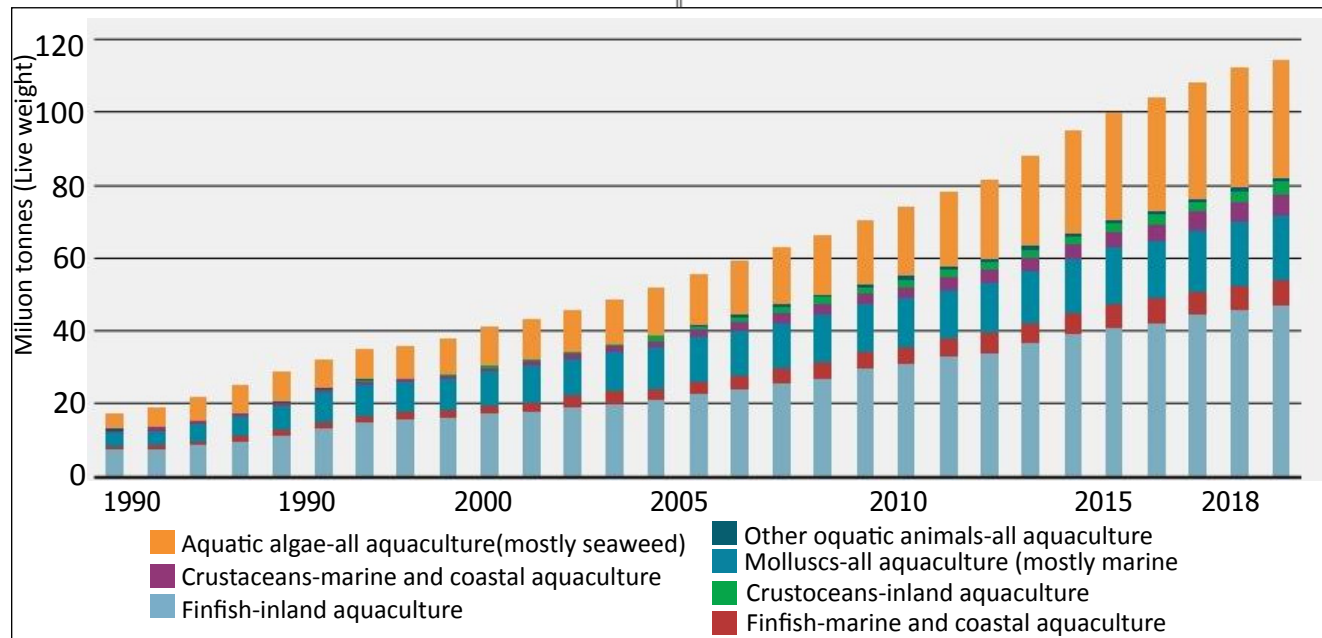 Miluon tonnes (Live weight)
120
100
80
60
40
20
0
1990 1990 2000 2005 2010 2015 2018
Aquatic algae-all aquaculture(mostly seaweed)
Crustaceans-marine and coastal aquaculture
Finfish-inland aquaculture
Other oquatic animals-all aquaculture
Molluscs-all aquaculture (mostly marine
Crustoceans-inland aquaculture
Finfish-marine and coastal aquaculture